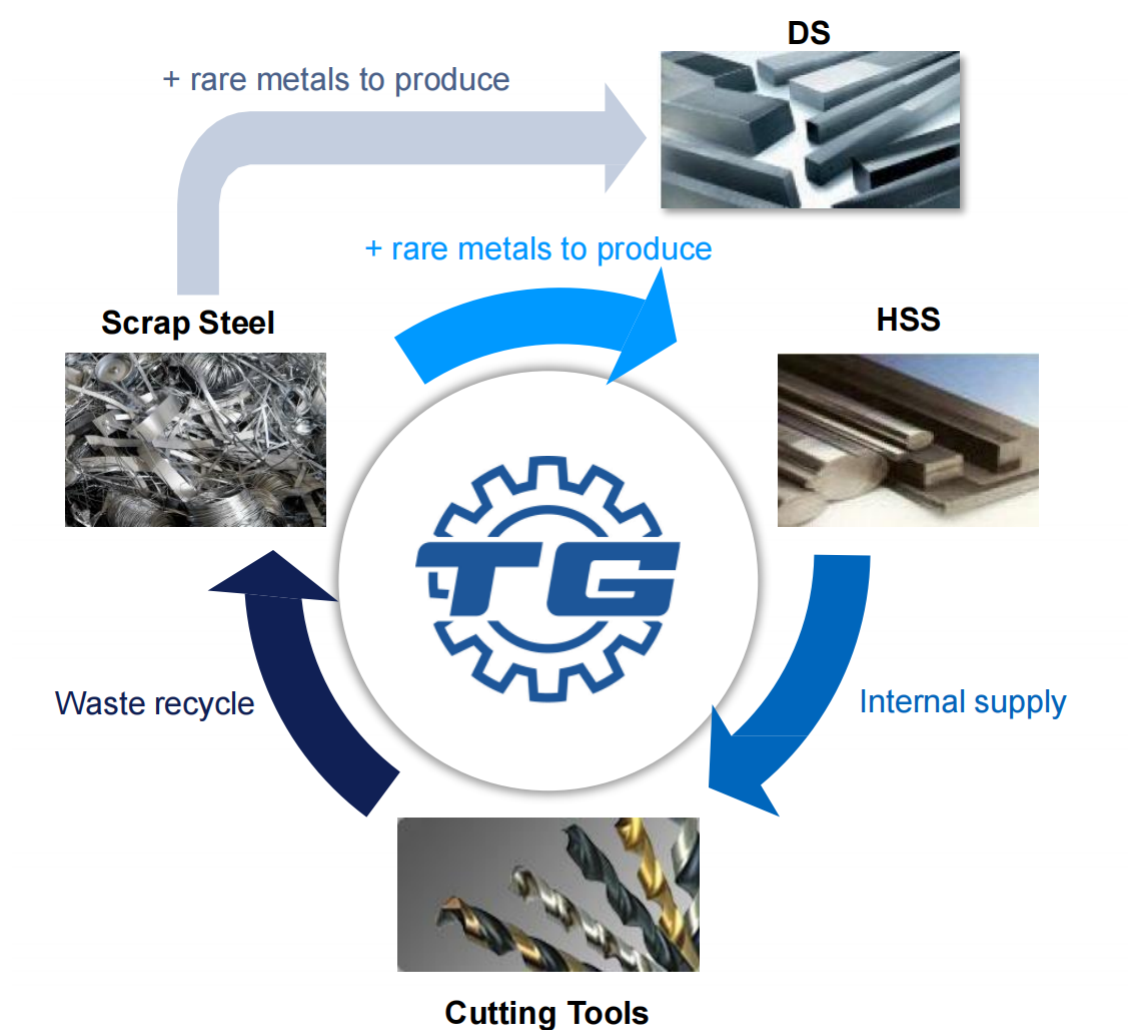 DS
+ rare metals to produce
+ rare metals to produce
Scrap Steel
HSS
TG
Waste recycle
Internal supply
Cutting Tools